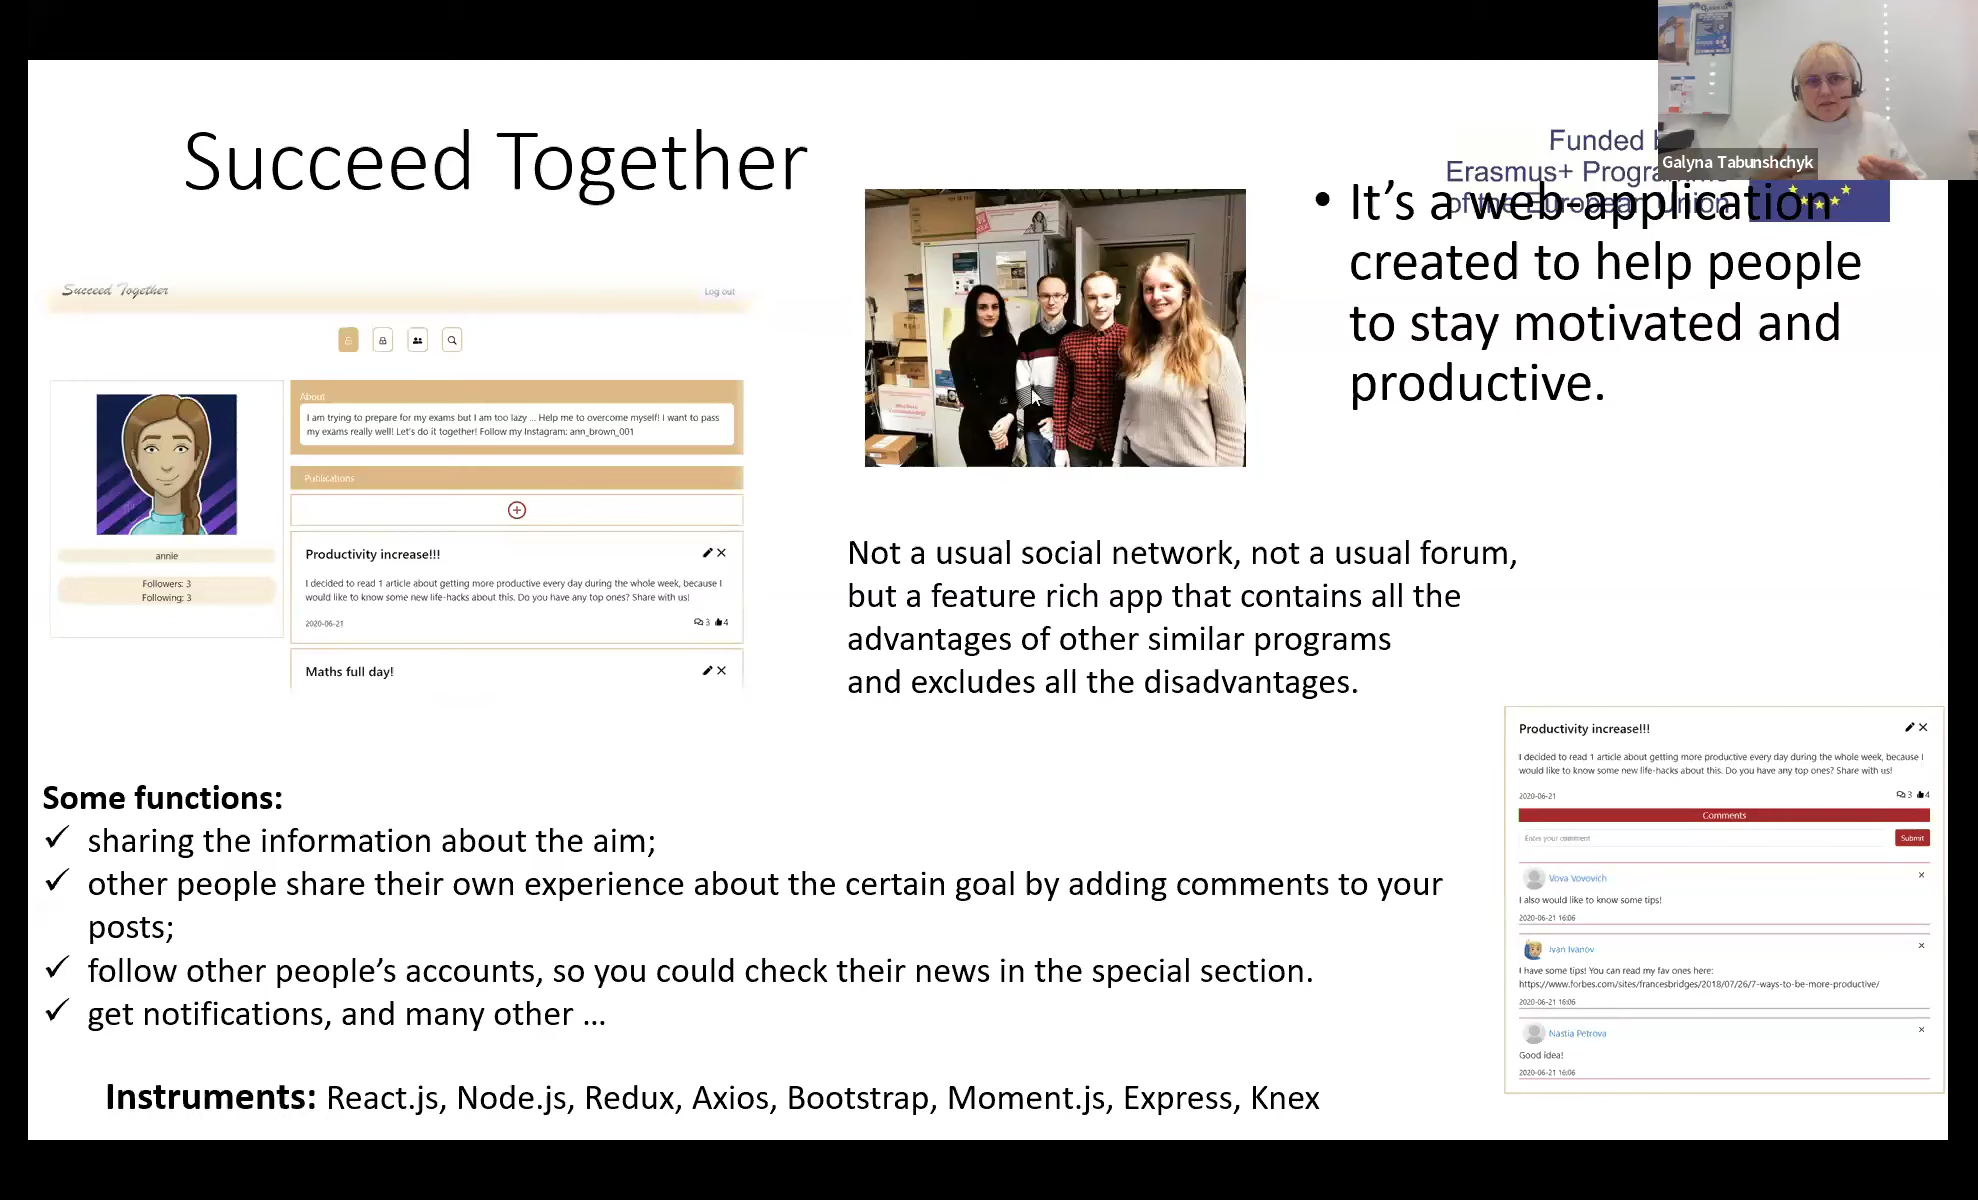 Succeed Together
Funded
Erasmus+ Programme
of the European Union
Galyna Tabunshchyk
• It’s a web-application
created to help people
to stay motivated and
productive.
Succeed Together
Log out
About
I am trying to prepare for my exams but I am too lazy ... Help me to overcome myself! I want to pass
my exams really well! Let's do it together! Follow my Instagram: ann_brown_001
Publications
annie
Followers: 3
Following: 3
Productivity increase!!!
I decided to read 1 article about getting more productive every day during the whole week, because I
would like to know some new life-hacks about this. Do you have any top ones? Share with us!
2020-06-21
3 4
Maths full day!
Not a usual social network, not a usual forum,
but a feature rich app that contains all the
advantages of other similar programs
and excludes all the disadvantages.
Some functions:
✓ sharing the information about the aim;
✓ other people share their own experience about the certain goal by adding comments to your
posts;
✓ follow other people’s accounts, so you could check their news in the special section.
✓ get notifications, and many other ...
Instruments: React.js, Node.js, Redux, Axios, Bootstrap, Moment.js, Express, Knex
Productivity increase!!!
I decided to read 1 article about getting more productive every day during the whole week, because I
would like to know some new life-hacks about this. Do you have any top ones? Share with us!
2020-06-21
3 4
Comments
Enter your comment
Submit
Vova Vovovich
I also would like to know some tips!
2020-06-21 16:06
Ivan Ivanov
I have some tips! You can read my fav ones here:
https://www.forbes.com/sites/francesbridges/2018/07/26/7-ways-to-be-more-productive/
2020-06-21 16:06
Nastia Petrova
Good idea!
2020-06-21 16:06